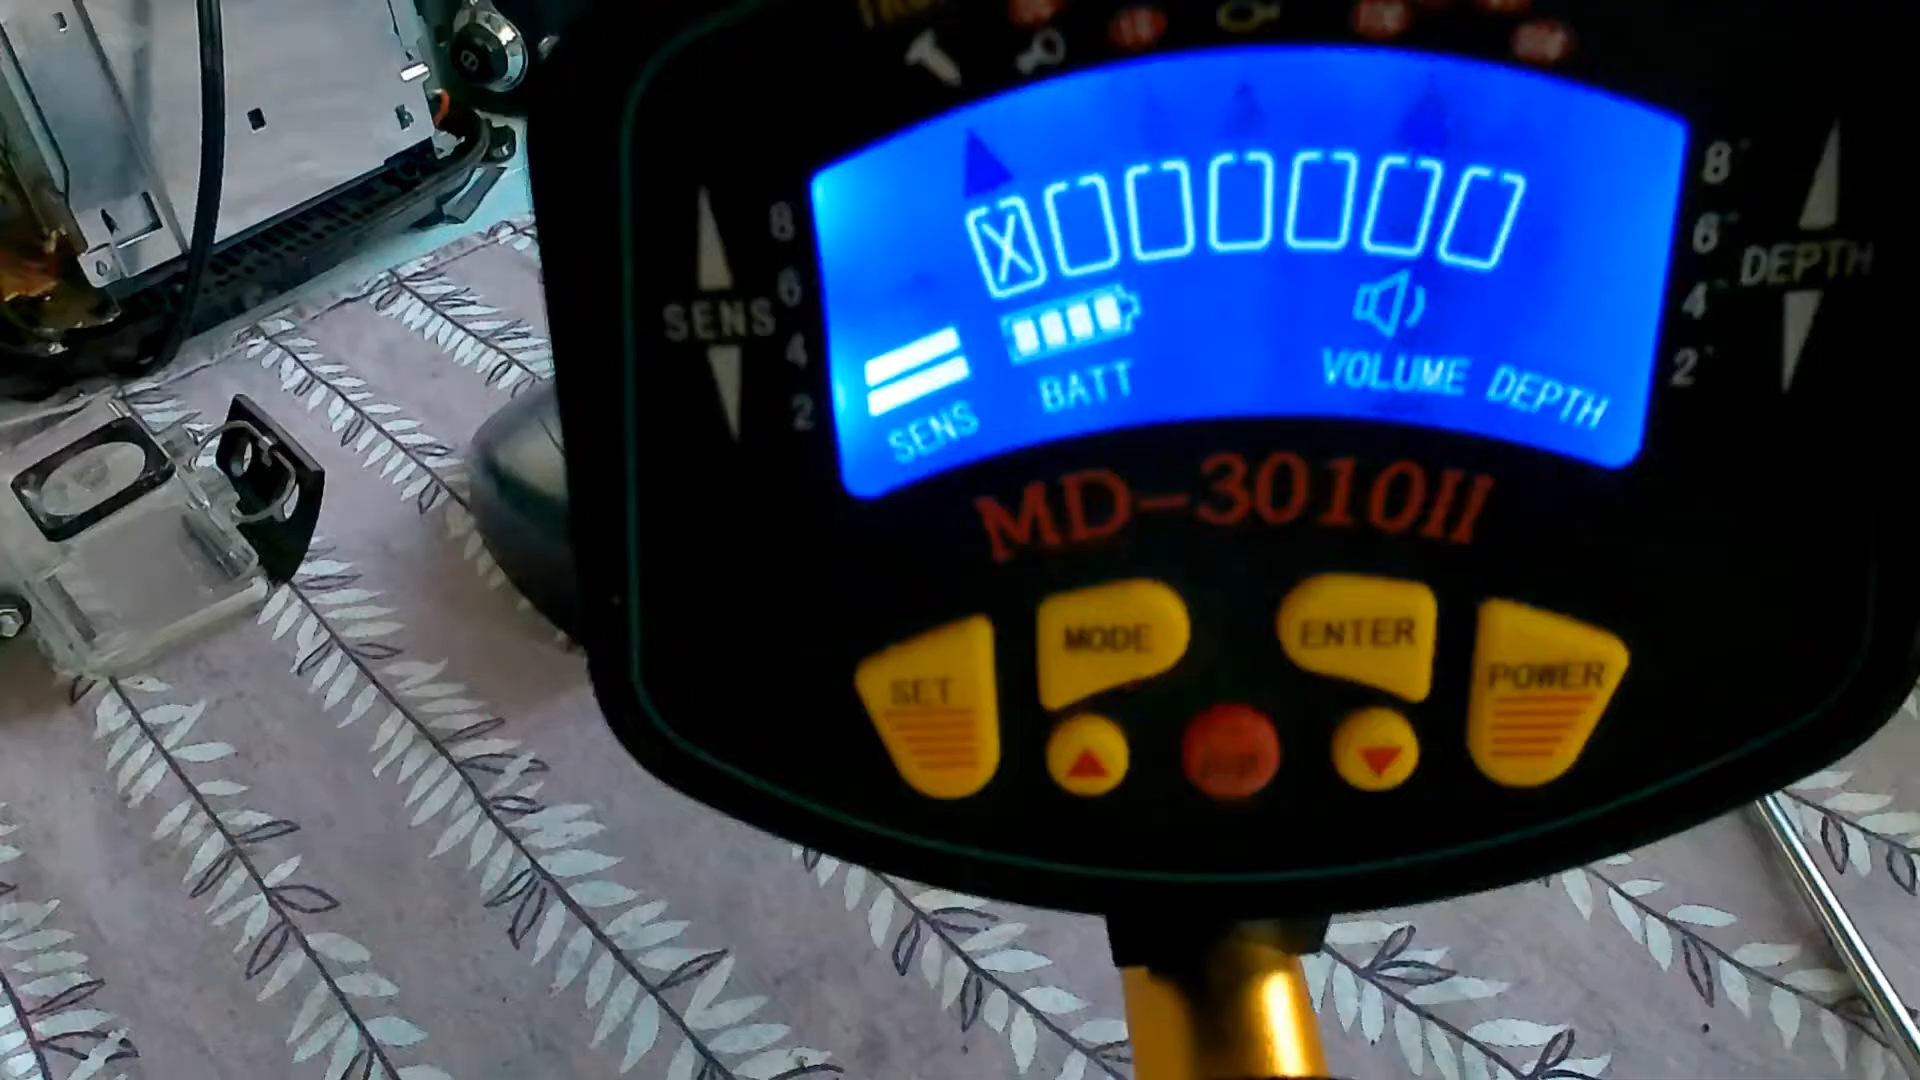 8
6
SENS
4
2
8"
6"
DEPTH
4"
2"
X
SENS
BATT
VOLUME DEPTH
MD-3010II
SET
MODE
ENTER
POWER